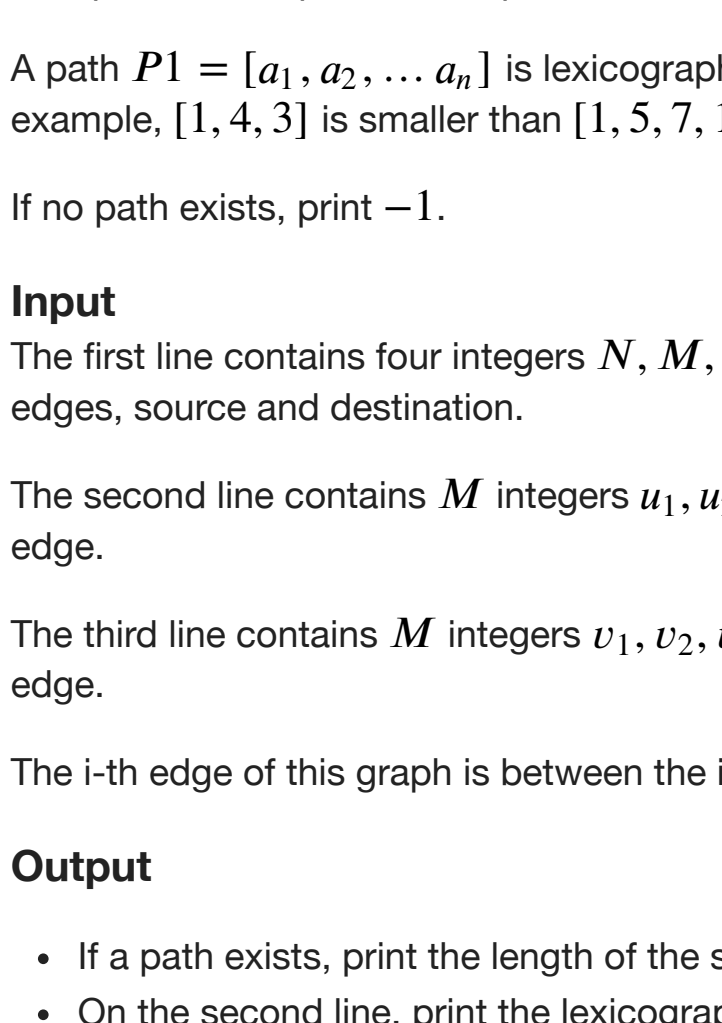 A path P1 = [a₁, a₂, … aₙ] is
example, [1, 4, 3] is smaller than [1, 5, 7,
If no path exists, print −1.
Input
The first line contains four integers N, M,
edges, source and destination.
The second line contains M integers u₁,
edge.
The third line contains M integers v₁, v₂,
edge.
The i-th edge of this graph is between the
Output
• If a path exists, print the length of the
• On the second line, print the